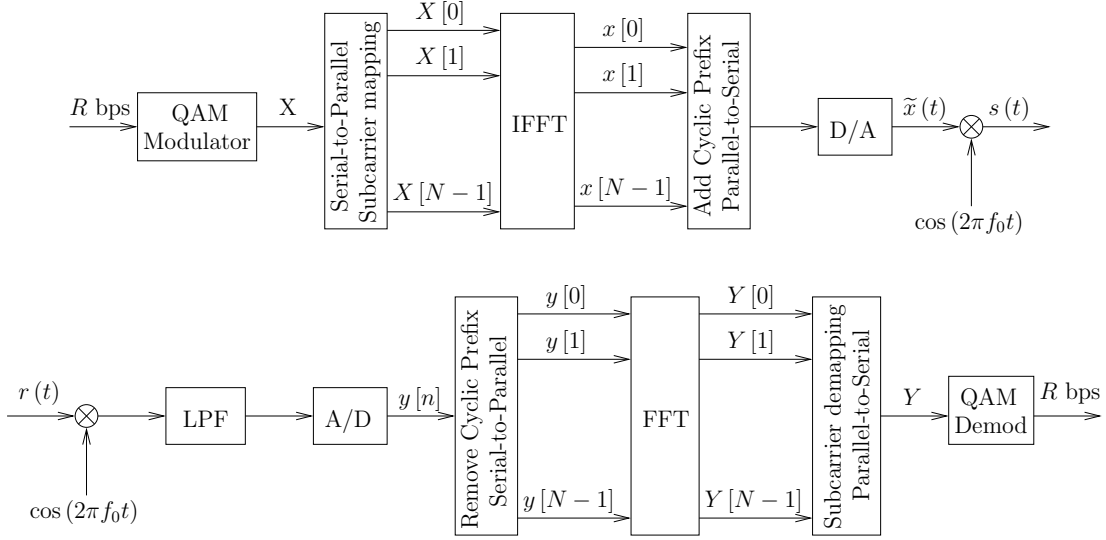 R bps
QAM
Modulator
X
Serial-to-Parallel
Subcarrier mapping
X [0]
X [1]
X [N − 1]
IFFT
x [0]
x [1]
x [N − 1]
Add Cyclic Prefix
Parallel-to-Serial
D/A
x̃ (t)
s (t)
cos (2πf₀t)
r (t)
cos (2πf₀t)
LPF
A/D
y [n]
Remove Cyclic Prefix
Serial-to-Parallel
y [0]
y [1]
y [N − 1]
FFT
Y [0]
Y [1]
Y [N − 1]
Subcarrier demapping
Parallel-to-Serial
Y
QAM
Demod
R bps